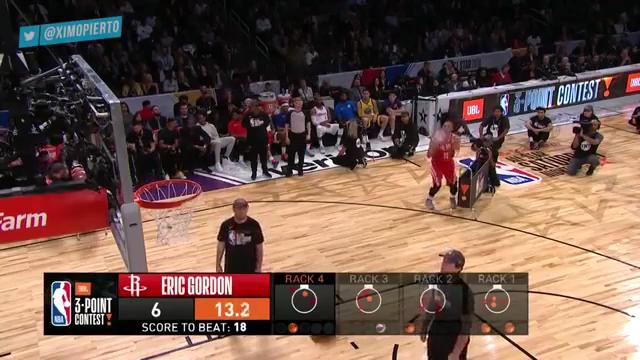 @XIMOPIERTO
JBL 3-POINT CONTEST
Farm
NBA
JBL
3-POINT
CONTEST
ERIC GORDON
6 13.2
SCORE TO BEAT: 18
RACK 4 RACK 3 RACK 2 RACK 1